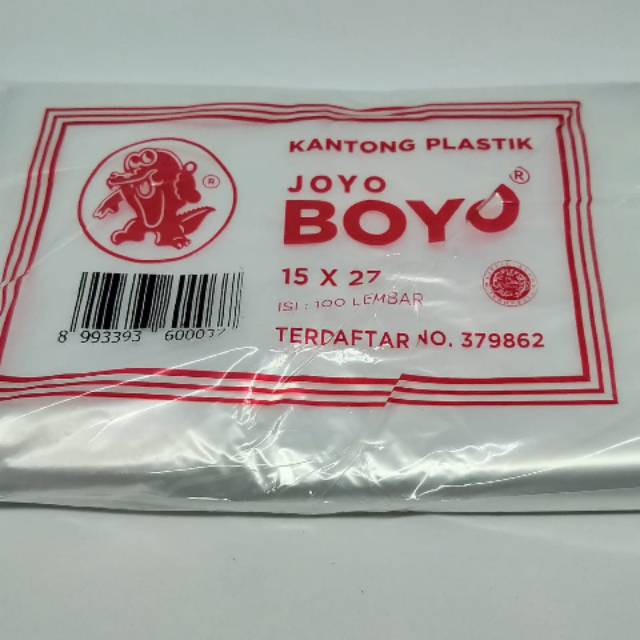 KANTONG PLASTIK
®
JOYO
®
BOYO
15 X 27
ISI : 100 LEMBAR
8 993393 600037
TERDAFTAR NO. 379862